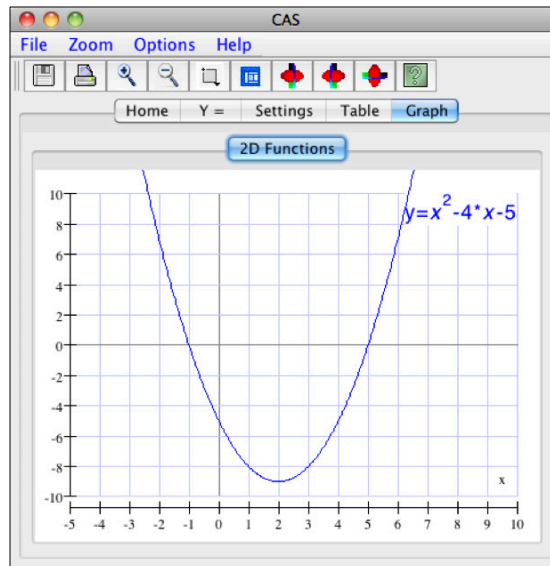 CAS
File Zoom Options Help
?
Home Y = Settings Table Graph
2D Functions
y=x²-4*x-5
10
8
6
4
2
0
-2
-4
-6
-8
-10
x
-5 -4 -3 -2 -1 0 1 2 3 4 5 6 7 8 9 10